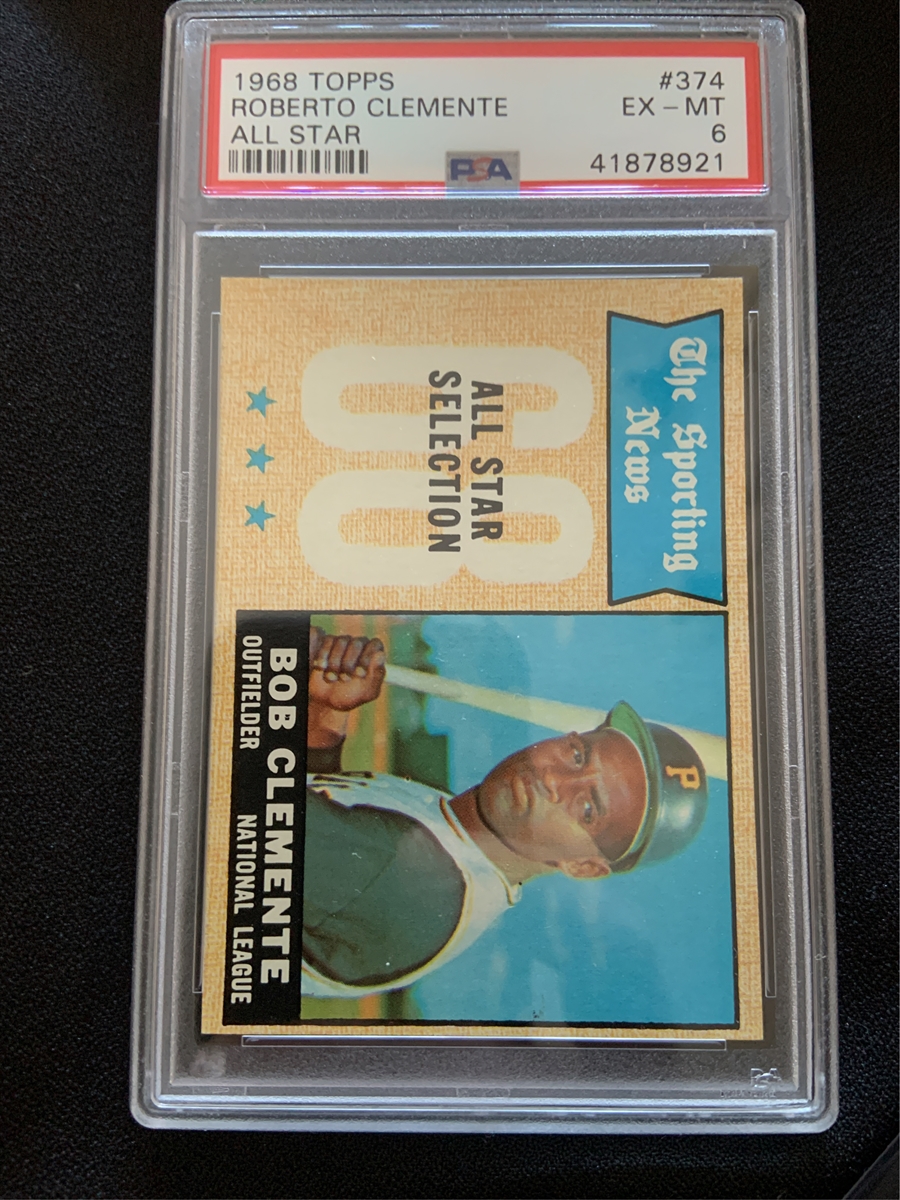 1968 TOPPS #374
ROBERTO CLEMENTE EX - MT
ALL STAR 6
PSA 41878921
The Sporting
News
68
ALL STAR
SELECTION
P
BOB CLEMENTE
OUTFIELDER NATIONAL LEAGUE